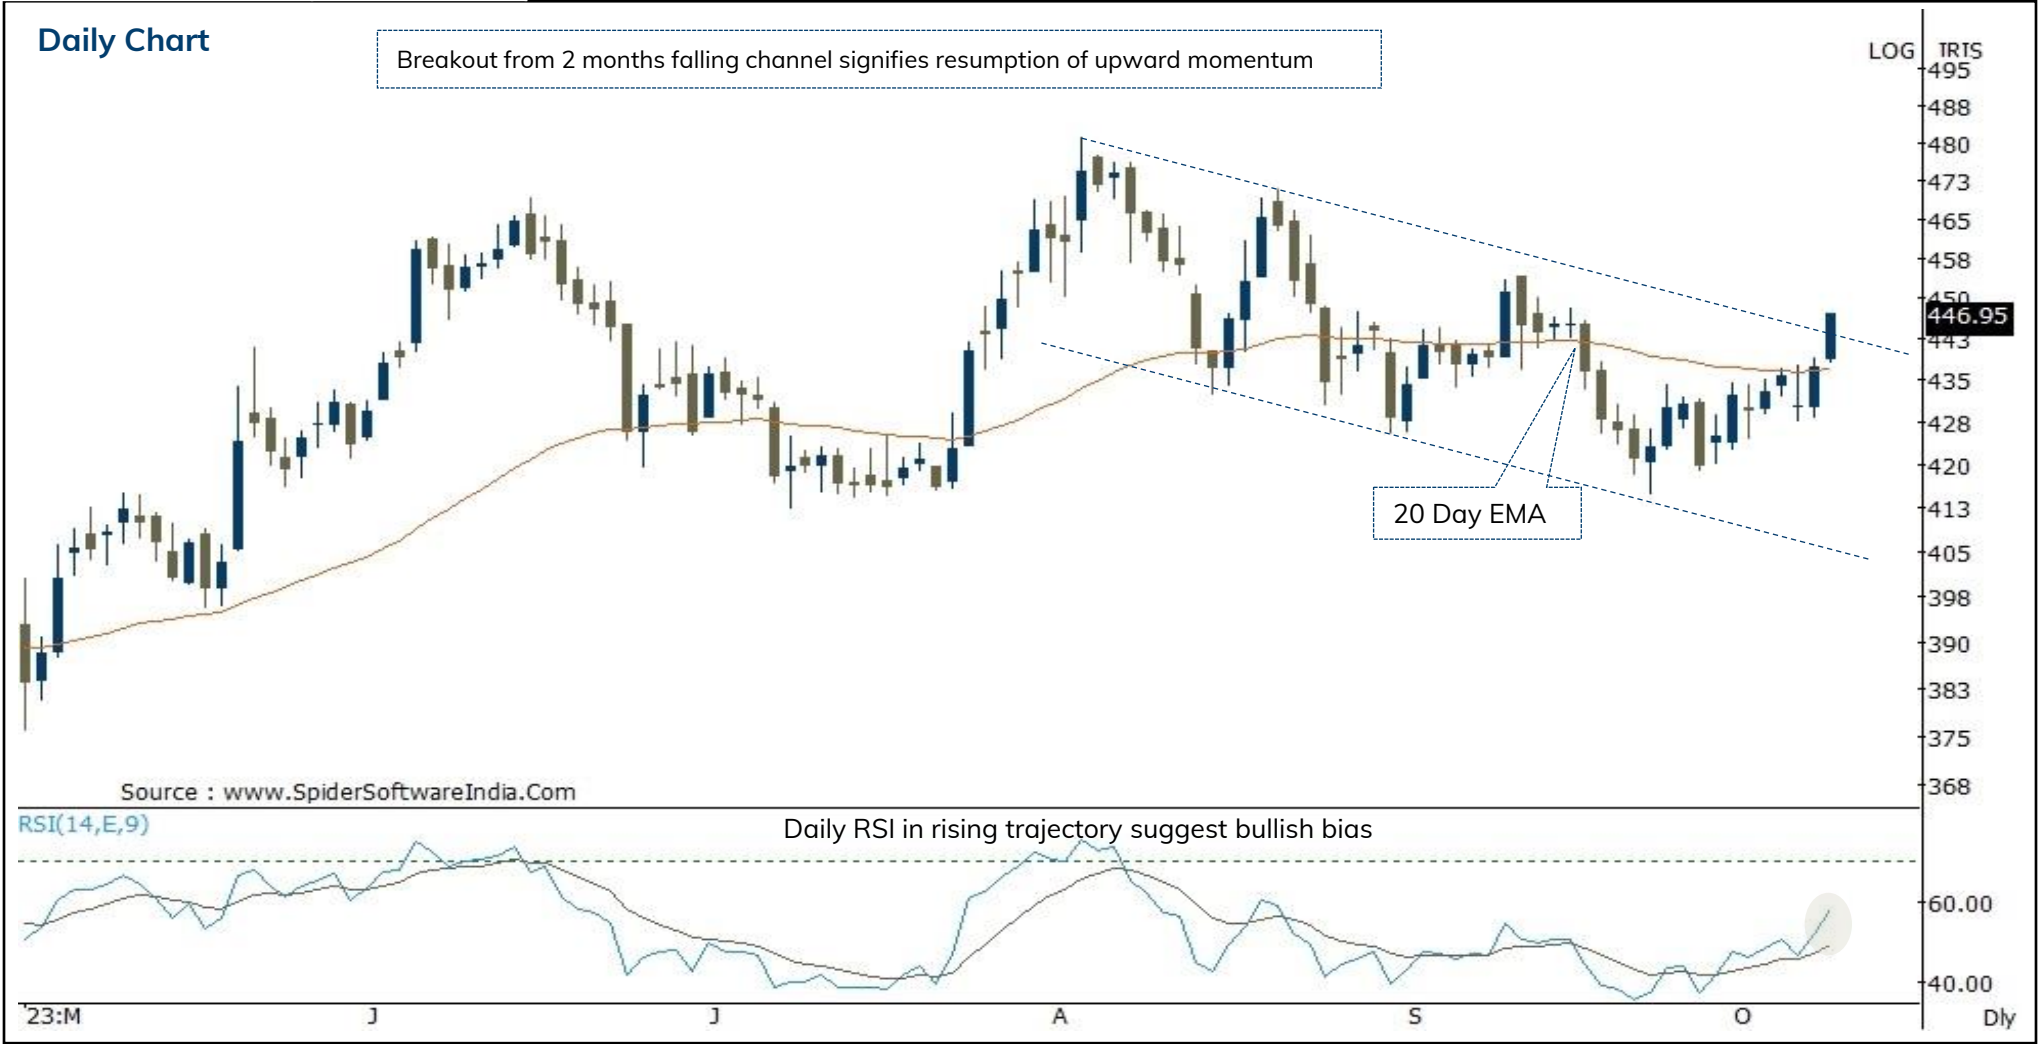 Daily Chart
Breakout from 2 months falling channel signifies resumption of upward momentum
LOG
495
488
480
473
465
458
450
446.95
443
435
428
420
413
405
398
390
383
375
368
20 Day EMA
Source : www.SpiderSoftwareIndia.Com
RSI(14,E,9)
Daily RSI in rising trajectory suggest bullish bias
60.00
40.00
23:M J J A S O Dly